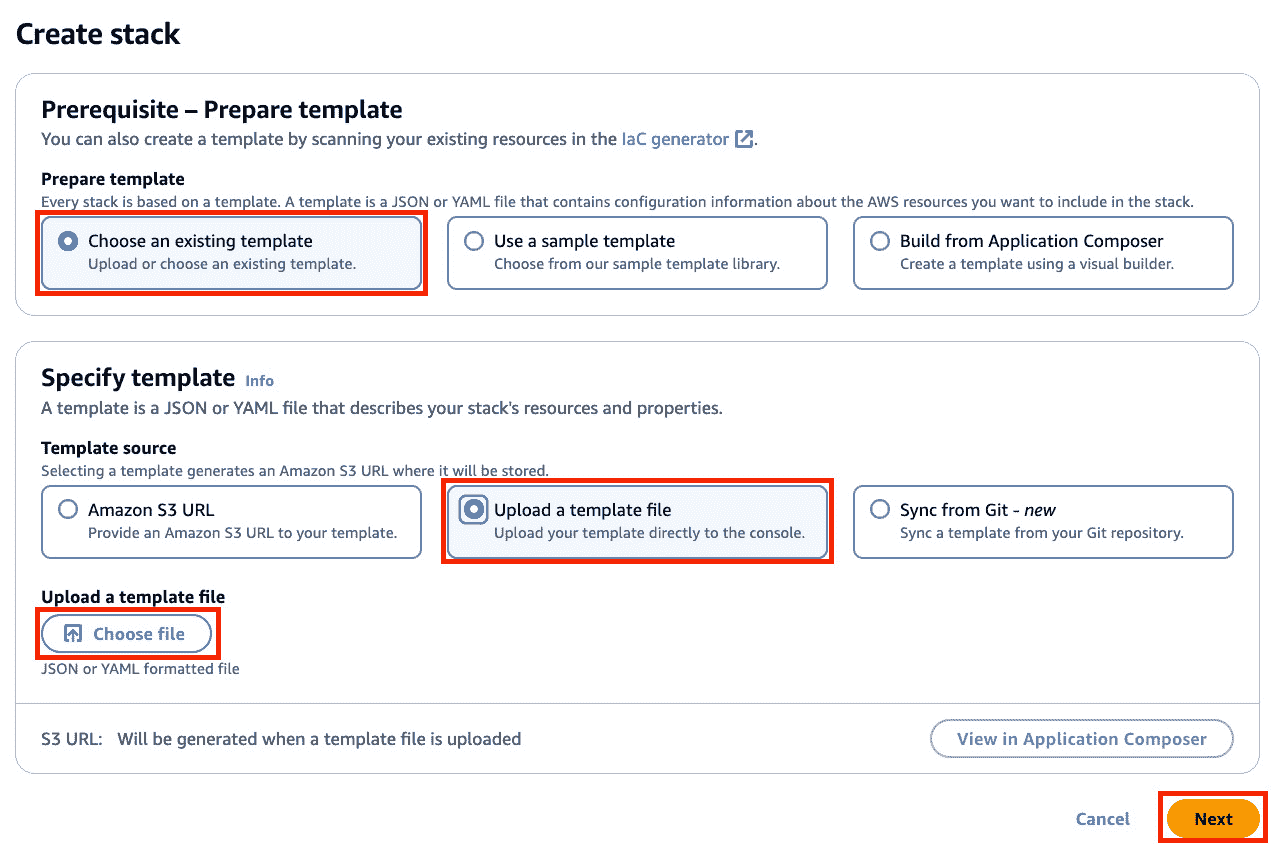 Create stack
Prerequisite – Prepare template
You can also create a template by scanning your existing resources in the IaC generator.
Prepare template
Every stack is based on a template. A template is a JSON or YAML file that contains configuration information about the AWS resources you want to include in the stack.
Choose an existing template
Upload or choose an existing template.
Use a sample template
Choose from our sample template library.
Build from Application Composer
Create a template using a visual builder.
Specify template Info
A template is a JSON or YAML file that describes your stack's resources and properties.
Template source
Selecting a template generates an Amazon S3 URL where it will be stored.
Amazon S3 URL
Provide an Amazon S3 URL to your template.
Upload a template file
Upload your template directly to the console.
Sync from Git - new
Sync a template from your Git repository.
Upload a template file
Choose file
JSON or YAML formatted file
S3 URL: Will be generated when a template file is uploaded
View in Application Composer
Cancel
Next